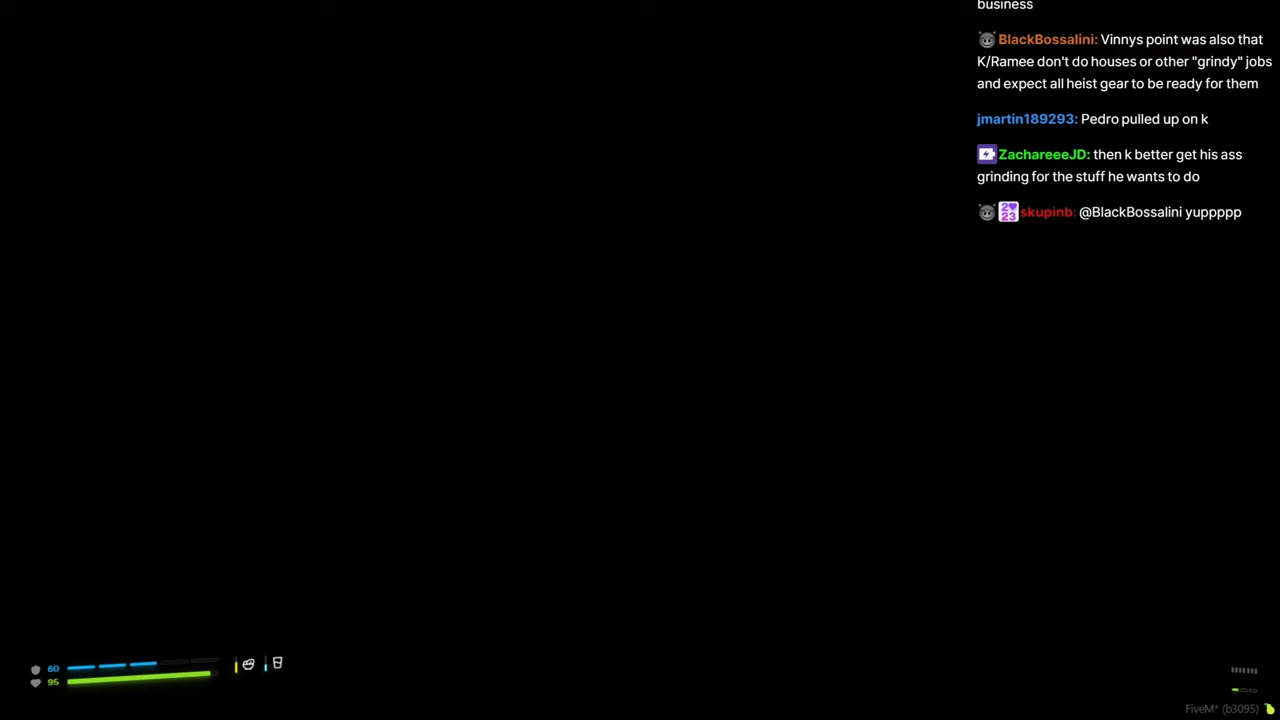 business
BlackBossalini: Vinnys point was also that
K/Ramee don't do houses or other "grindy" jobs
and expect all heist gear to be ready for them
jmartin189293: Pedro pulled up on k
ZachareeeJD: then k better get his ass
grinding for the stuff he wants to do
2023 skupinb: @BlackBossalini yuppppp
60
95
FiveM* (b3095)